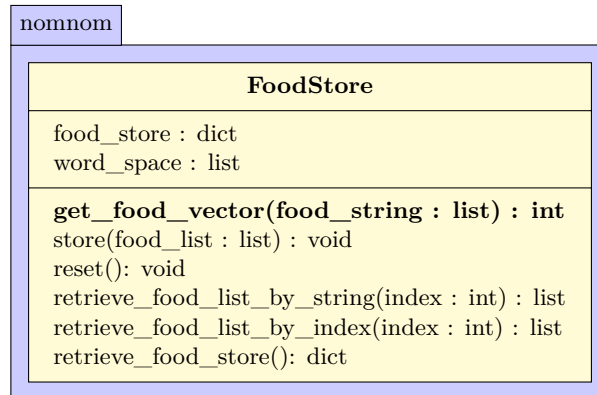 nomnom
FoodStore
food_store : dict
word_space : list
get_food_vector(food_string : list) : int
store(food_list : list) : void
reset(): void
retrieve_food_list_by_string(index : int) : list
retrieve_food_list_by_index(index : int) : list
retrieve_food_store(): dict